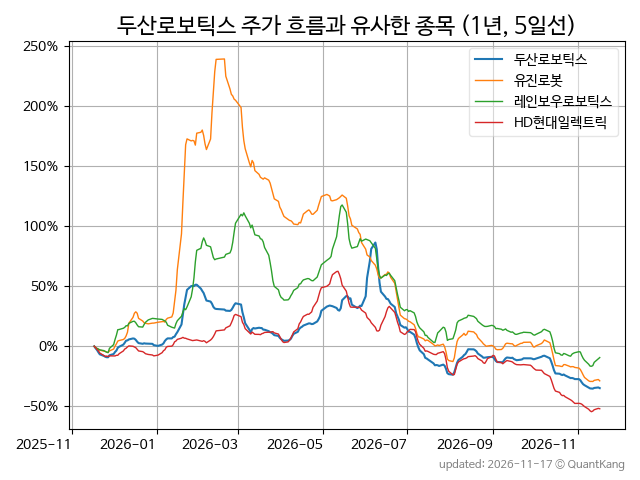 두산로보틱스 주가 흐름과 유사한 종목 (1년, 5일선)
250%
200%
150%
100%
50%
0%
−50%
두산로보틱스
유진로봇
레인보우로보틱스
HD현대일렉트릭
2025-11
2026-01
2026-03
2026-05
2026-07
2026-09
2026-11
updated: 2026-11-17 © QuantKang